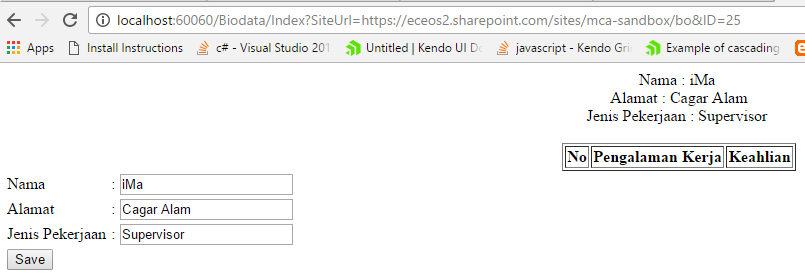 localhost:60060/Biodata/Index?SiteUrl=https://eceos2.sharepoint.com/sites/mca-sandbox/bo&ID=25
Apps Install Instructions c# - Visual Studio 201 Untitled | Kendo UI Do javascript - Kendo Gri Example of cascading
Nama : iMa
Alamat : Cagar Alam
Jenis Pekerjaan : Supervisor
No Pengalaman Kerja Keahlian
Nama : iMa
Alamat : Cagar Alam
Jenis Pekerjaan : Supervisor
Save